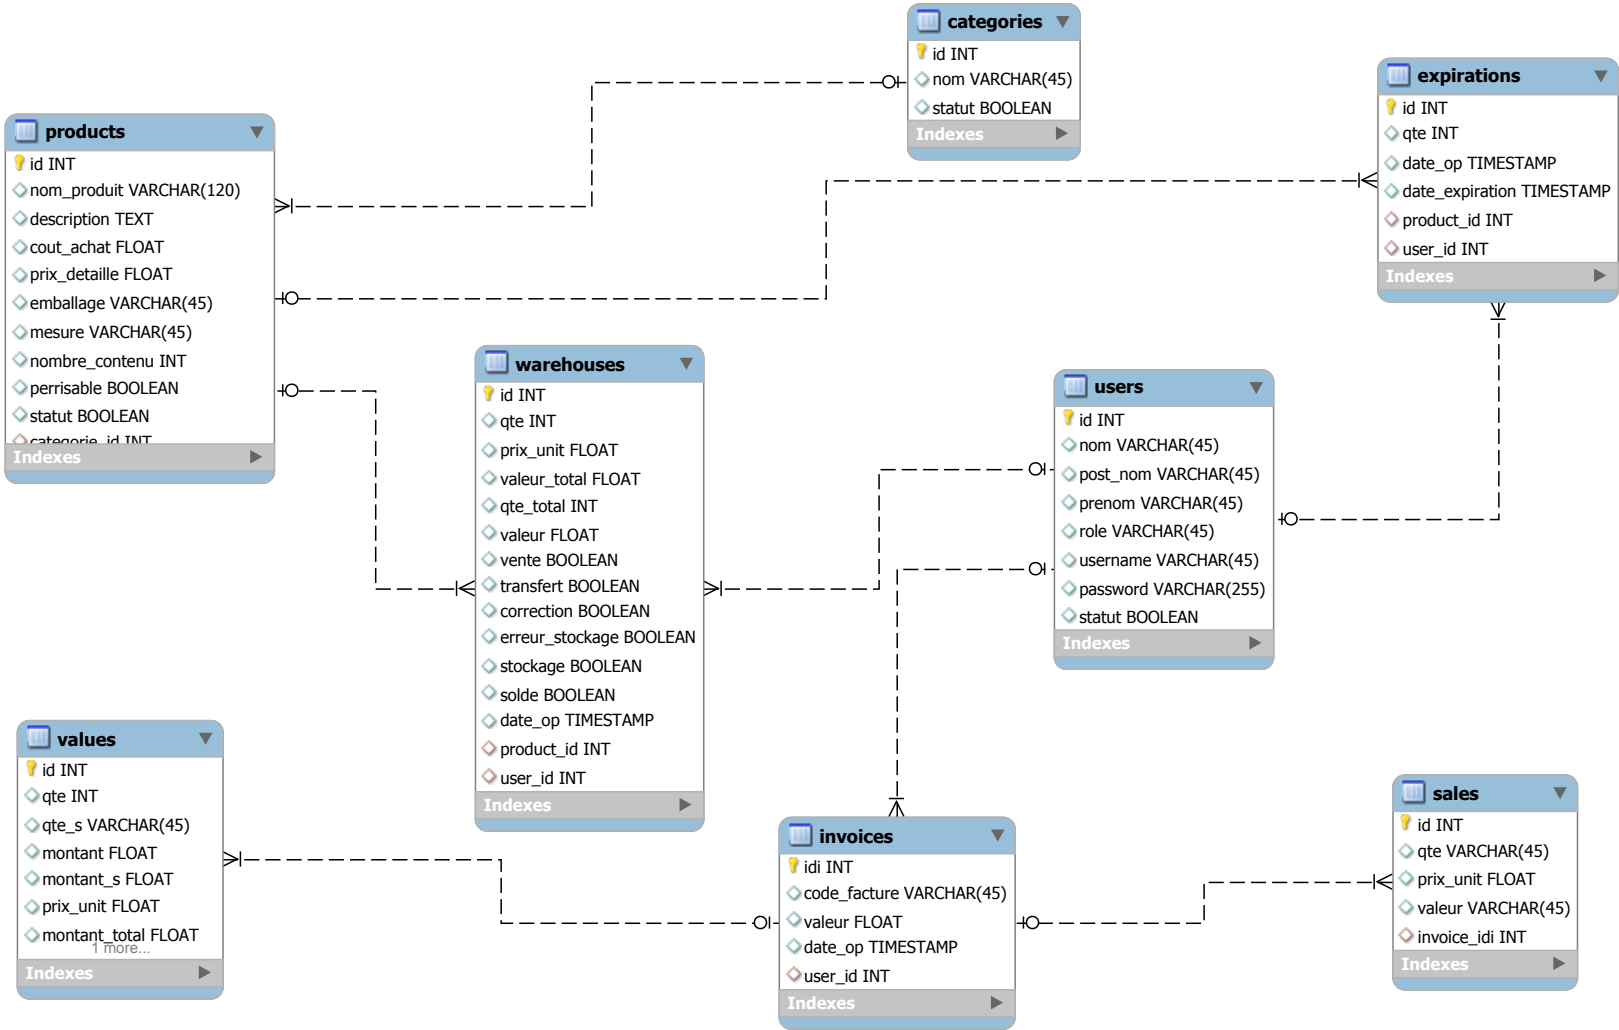 categories
id INT
nom VARCHAR(45)
statut BOOLEAN
Indexes
expirations
id INT
qte INT
date_op TIMESTAMP
date_expiration TIMESTAMP
product_id INT
user_id INT
Indexes
products
id INT
nom_produit VARCHAR(120)
description TEXT
cout_achat FLOAT
prix_detaille FLOAT
emballage VARCHAR(45)
mesure VARCHAR(45)
nombre_contenu INT
perrisable BOOLEAN
statut BOOLEAN
categorie_id INT
Indexes
warehouses
id INT
qte INT
prix_unit FLOAT
valeur_total FLOAT
qte_total INT
valeur FLOAT
vente BOOLEAN
transfert BOOLEAN
correction BOOLEAN
erreur_stockage BOOLEAN
stockage BOOLEAN
solde BOOLEAN
date_op TIMESTAMP
product_id INT
user_id INT
Indexes
users
id INT
nom VARCHAR(45)
post_nom VARCHAR(45)
prenom VARCHAR(45)
role VARCHAR(45)
username VARCHAR(45)
password VARCHAR(255)
statut BOOLEAN
Indexes
values
id INT
qte INT
qte_s VARCHAR(45)
montant FLOAT
montant_s FLOAT
prix_unit FLOAT
montant_total FLOAT
1 more...
Indexes
invoices
idi INT
code_facture VARCHAR(45)
valeur FLOAT
date_op TIMESTAMP
user_id INT
Indexes
sales
id INT
qte VARCHAR(45)
prix_unit FLOAT
valeur VARCHAR(45)
invoice_idi INT
Indexes